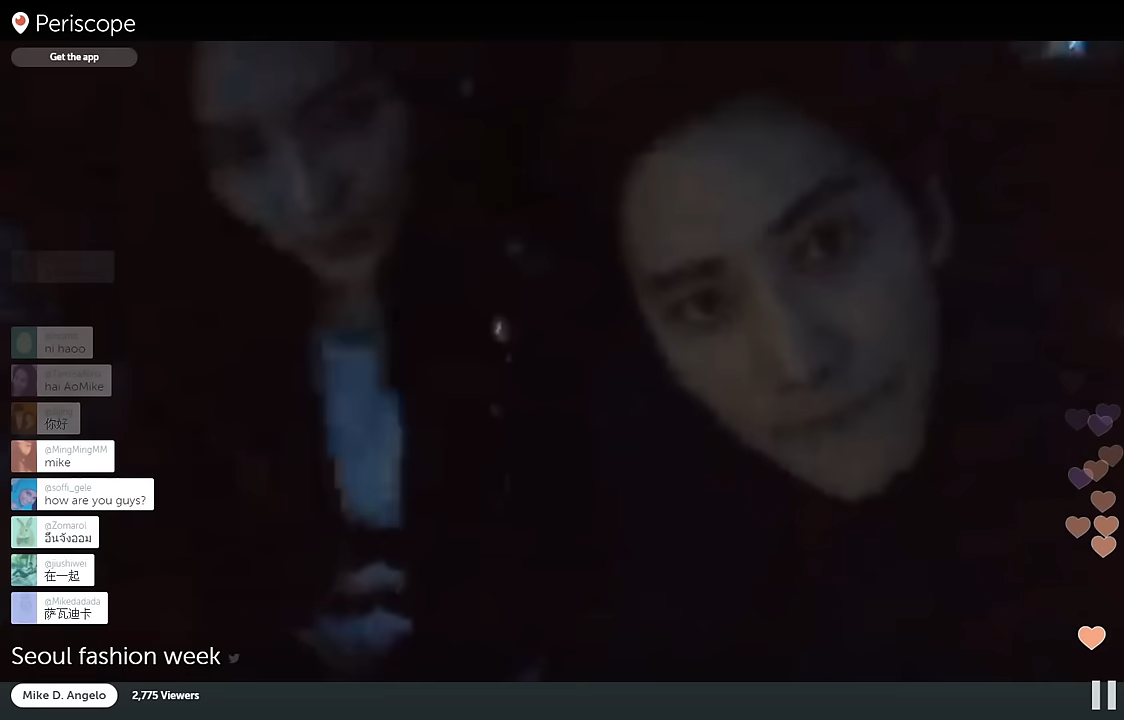 Periscope
Get the app
ni haoo
hai AoMike
你好
@MingMingMM
mike
@soffi_gele
how are you guys?
@Zomaroi
อึนจังออม
@jiushiwei
在一起
@Mikedadada
萨瓦迪卡
Seoul fashion week
Mike D. Angelo
2,775 Viewers